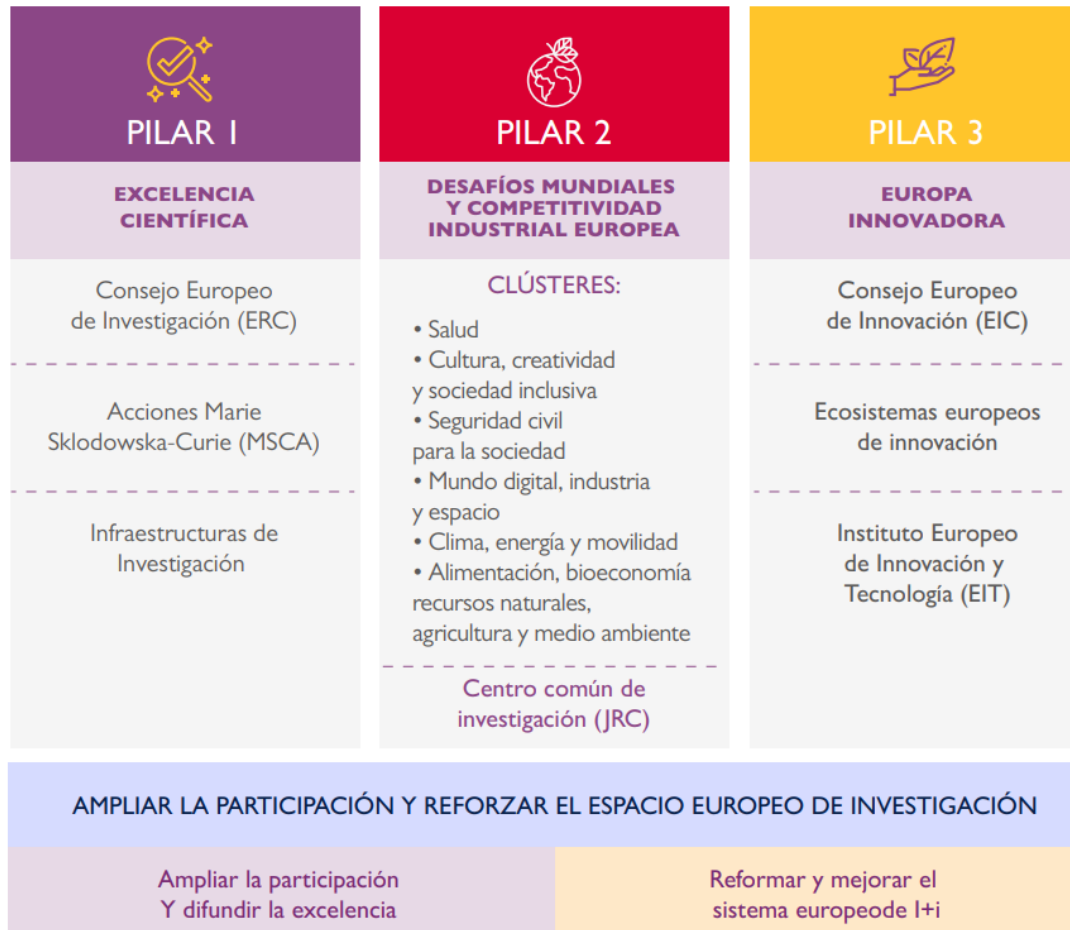 PILAR 1
EXCELENCIA
CIENTÍFICA
Consejo Europeo
de Investigación (ERC)
Acciones Marie
Sklodowska-Curie (MSCA)
Infraestructuras de
Investigación
PILAR 2
DESAFÍOS MUNDIALES
Y COMPETITIVIDAD
INDUSTRIAL EUROPEA
CLÚSTERES:
• Salud
• Cultura, creatividad
y sociedad inclusiva
• Seguridad civil
para la sociedad
• Mundo digital, industria
y espacio
• Clima, energía y movilidad
• Alimentación, bioeconomía
recursos naturales,
agricultura y medio ambiente
Centro común de
investigación (JRC)
PILAR 3
EUROPA
INNOVADORA
Consejo Europeo
de Innovación (EIC)
Ecosistemas europeos
de innovación
Instituto Europeo
de Innovación y
Tecnología (EIT)
AMPLIAR LA PARTICIPACIÓN Y REFORZAR EL ESPACIO EUROPEO DE INVESTIGACIÓN
Ampliar la participación
Y difundir la excelencia
Reformar y mejorar el
sistema europeode I+i